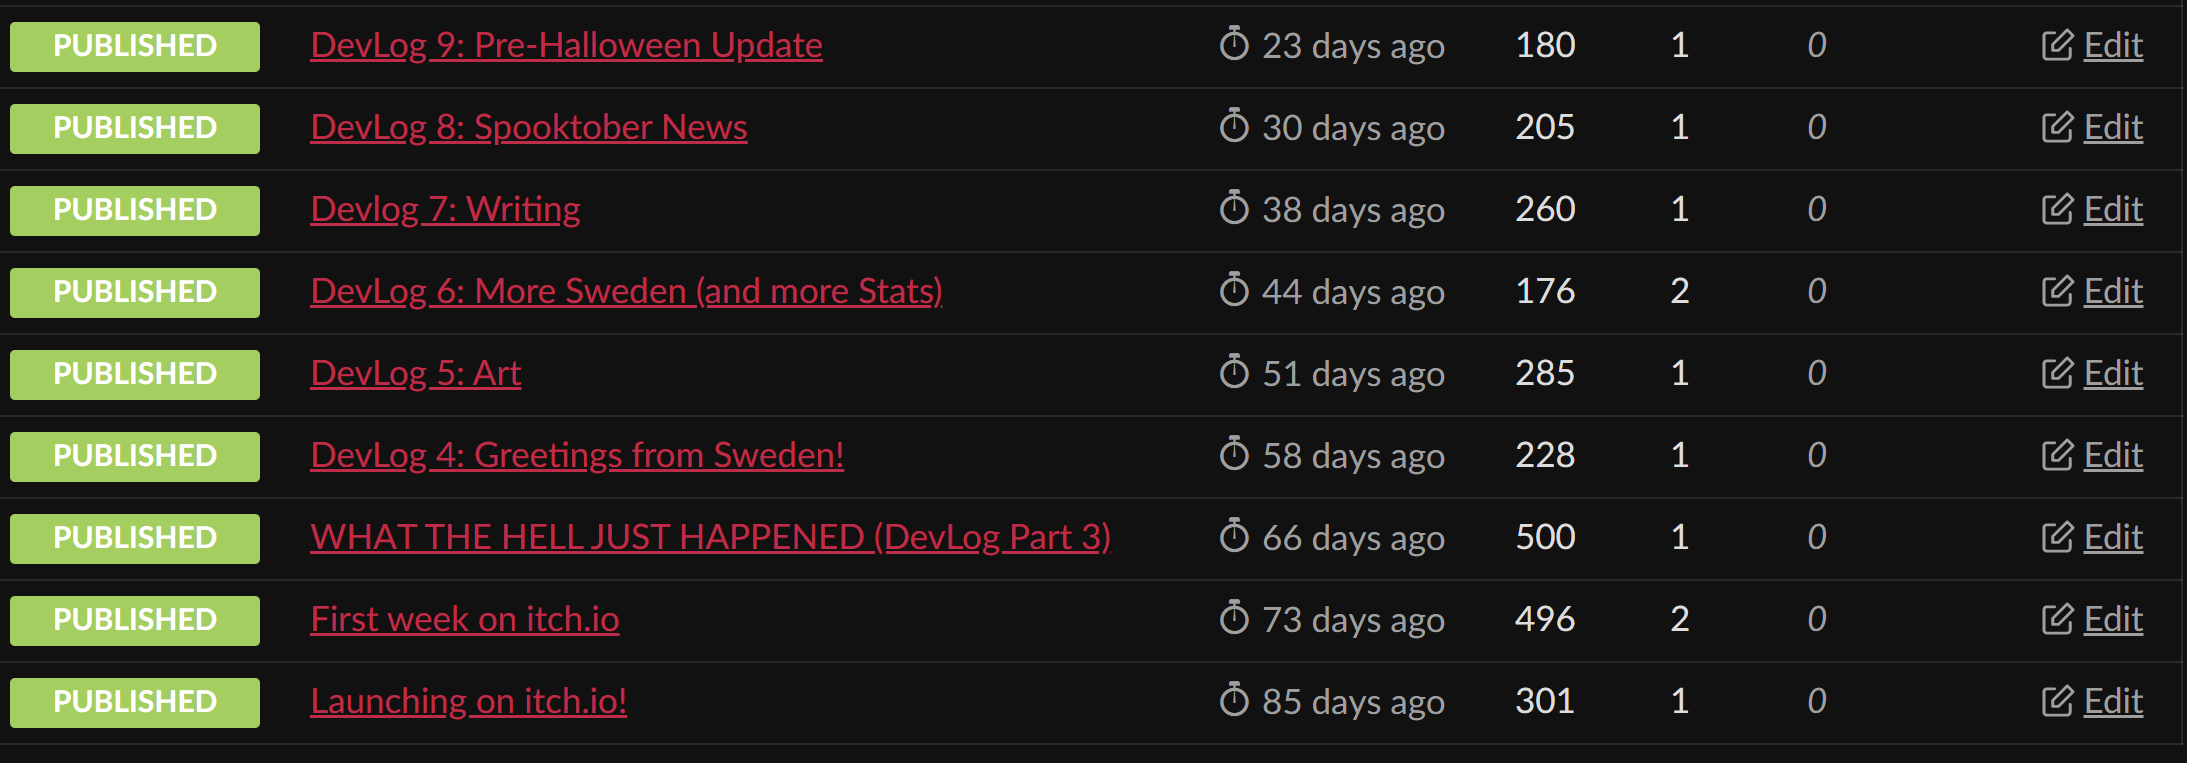 PUBLISHED DevLog 9: Pre-Halloween Update 23 days ago 180 1 0 Edit
PUBLISHED DevLog 8: Spooktober News 30 days ago 205 1 0 Edit
PUBLISHED Devlog 7: Writing 38 days ago 260 1 0 Edit
PUBLISHED DevLog 6: More Sweden (and more Stats) 44 days ago 176 2 0 Edit
PUBLISHED DevLog 5: Art 51 days ago 285 1 0 Edit
PUBLISHED DevLog 4: Greetings from Sweden! 58 days ago 228 1 0 Edit
PUBLISHED WHAT THE HELL JUST HAPPENED (DevLog Part 3) 66 days ago 500 1 0 Edit
PUBLISHED First week on itch.io 73 days ago 496 2 0 Edit
PUBLISHED Launching on itch.io! 85 days ago 301 1 0 Edit